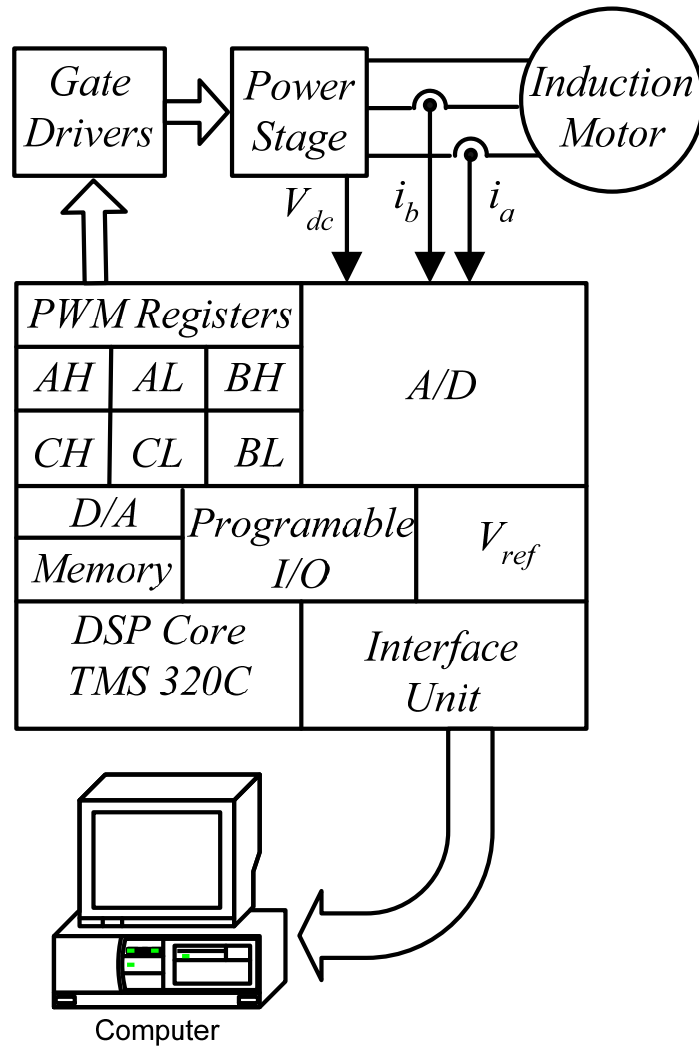 Gate
Drivers
Power
Stage
Induction
Motor
V_dc
i_b
i_a
PWM Registers
AH AL BH
CH CL BL
A/D
D/A
Memory
Programable
I/O
V_ref
DSP Core
TMS 320C
Interface
Unit
Computer